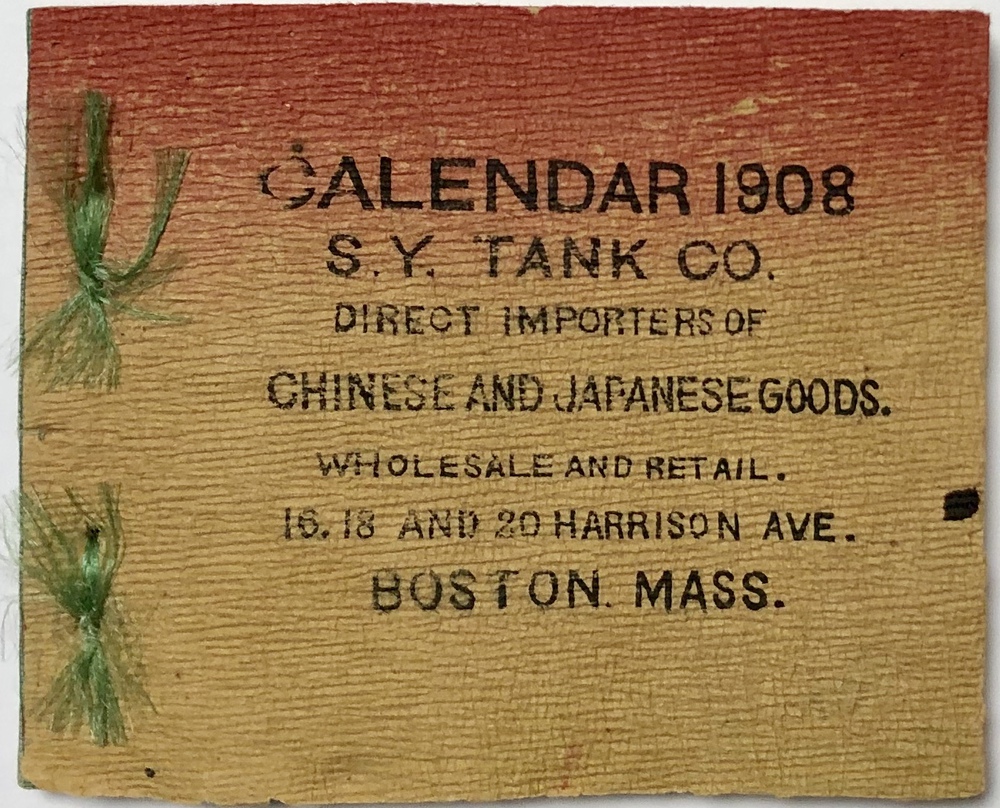 CALENDAR 1908
S.Y. TANK CO.
DIRECT IMPORTERS OF
CHINESE AND JAPANESE GOODS.
WHOLESALE AND RETAIL.
16. 18 AND 20 HARRISON AVE.
BOSTON. MASS.